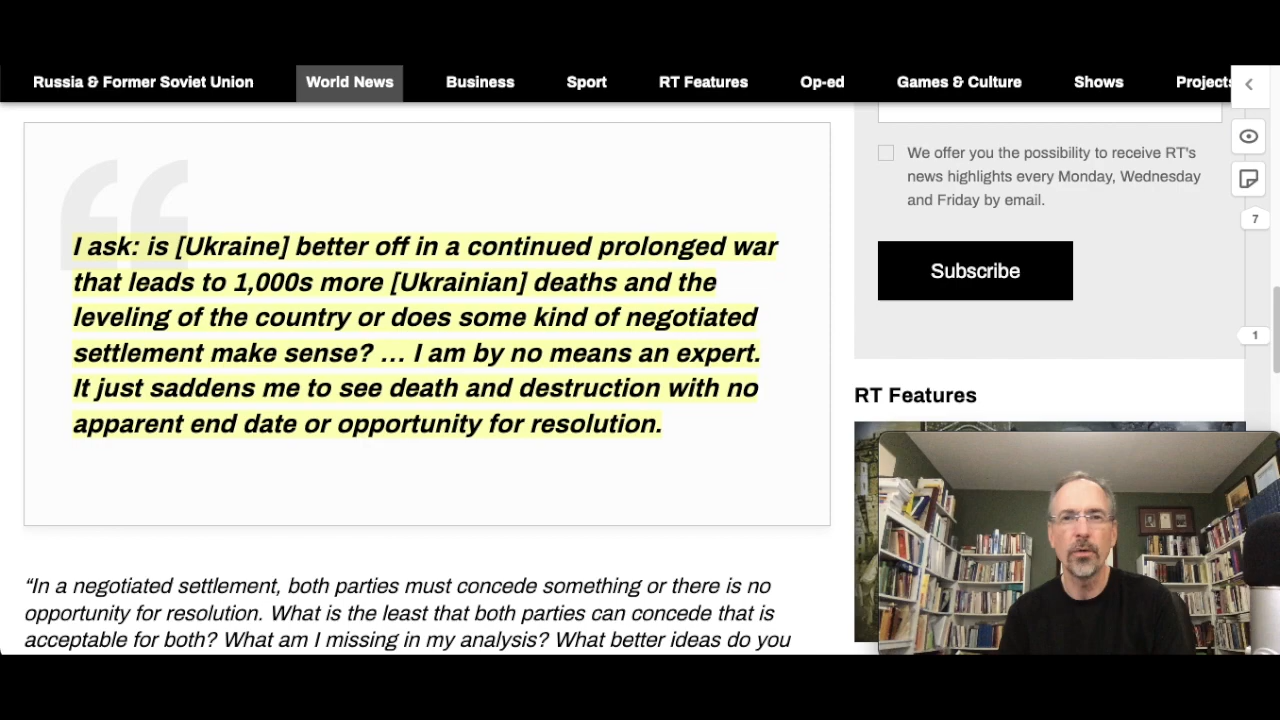 Russia & Former Soviet Union World News Business Sport RT Features Op-ed Games & Culture Shows Projects
I ask: is [Ukraine] better off in a continued prolonged war
that leads to 1,000s more [Ukrainian] deaths and the
leveling of the country or does some kind of negotiated
settlement make sense? … I am by no means an expert.
It just saddens me to see death and destruction with no
apparent end date or opportunity for resolution.
“In a negotiated settlement, both parties must concede something or there is no
opportunity for resolution. What is the least that both parties can concede that is
acceptable for both? What am I missing in my analysis? What better ideas do you
We offer you the possibility to receive RT's
news highlights every Monday, Wednesday
and Friday by email.
Subscribe
7
1
RT Features